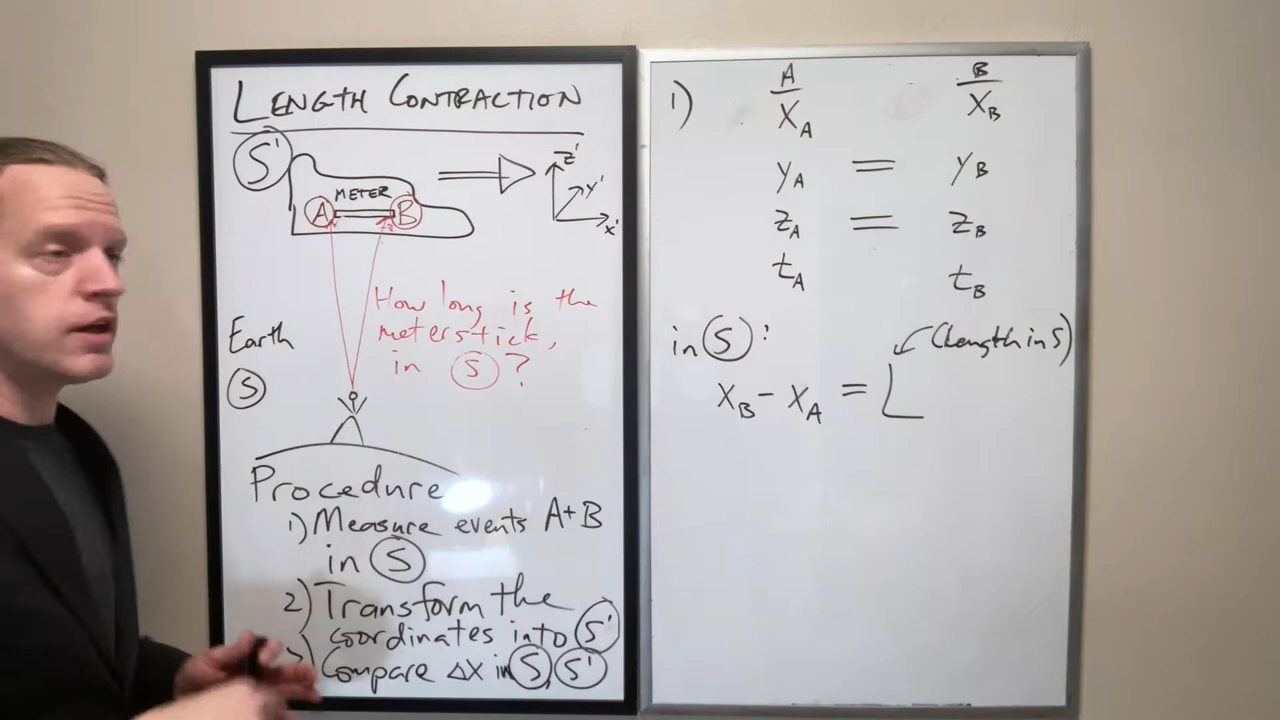 LENGTH CONTRACTION
S'
METER
A B
z'
y'
x'
How long is the
meterstick,
in S ?
Earth
S
Procedure
1) Measure events A+B
in S
2) Transform the
coordinates into S'
3) Compare ΔX in S, S'
1) A B
X_A X_B
y_A = y_B
z_A = z_B
t_A t_B
in S :
(Length in S)
X_B - X_A = L